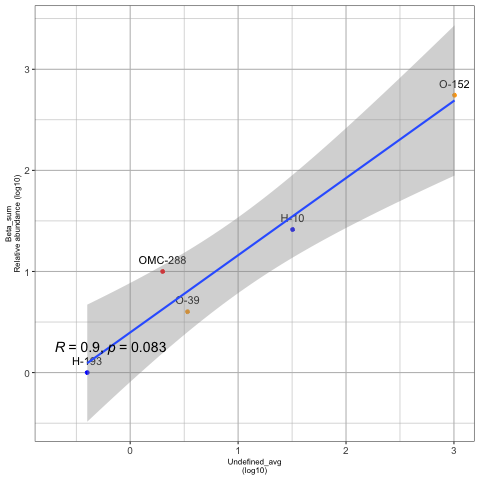 O-152
H-10
OMC-288
O-39
R = 0.9, p = 0.083
H-193
3
2
1
0
0
1
2
3
Beta_sum
Relative abundance (log10)
Undefined_avg
(log10)